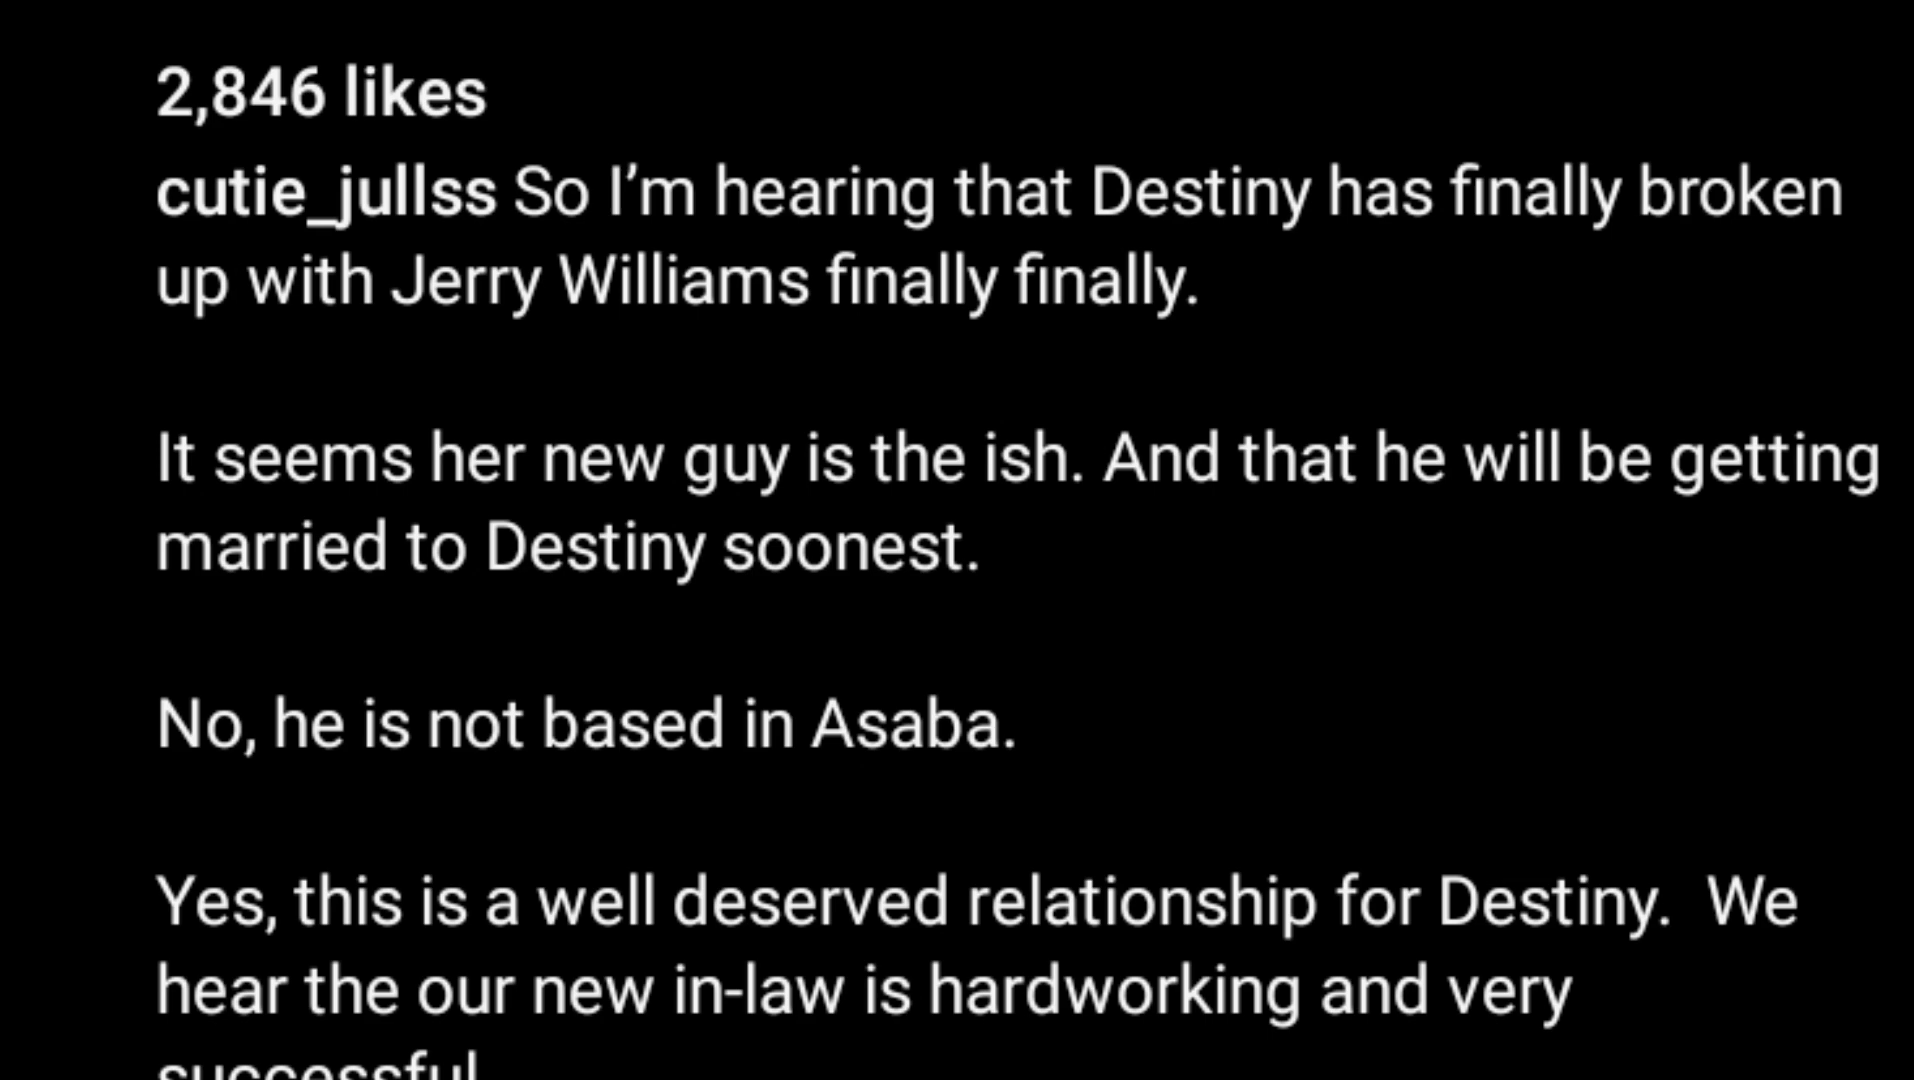 2,846 likes
cutie_jullss So I’m hearing that Destiny has finally broken
up with Jerry Williams finally finally.
It seems her new guy is the ish. And that he will be getting
married to Destiny soonest.
No, he is not based in Asaba.
Yes, this is a well deserved relationship for Destiny.  We
hear the our new in-law is hardworking and very
successful